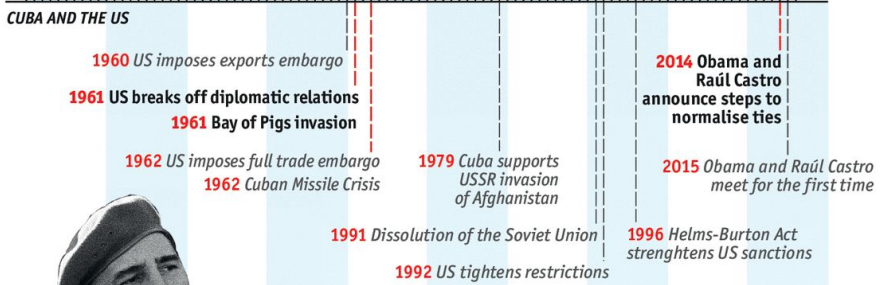 CUBA AND THE US
1960 US imposes exports embargo
1961 US breaks off diplomatic relations
1961 Bay of Pigs invasion
1962 US imposes full trade embargo
1962 Cuban Missile Crisis
1979 Cuba supports
USSR invasion
of Afghanistan
1991 Dissolution of the Soviet Union
1992 US tightens restrictions
1996 Helms-Burton Act
strenghtens US sanctions
2014 Obama and
Raúl Castro
announce steps to
normalise ties
2015 Obama and Raúl Castro
meet for the first time